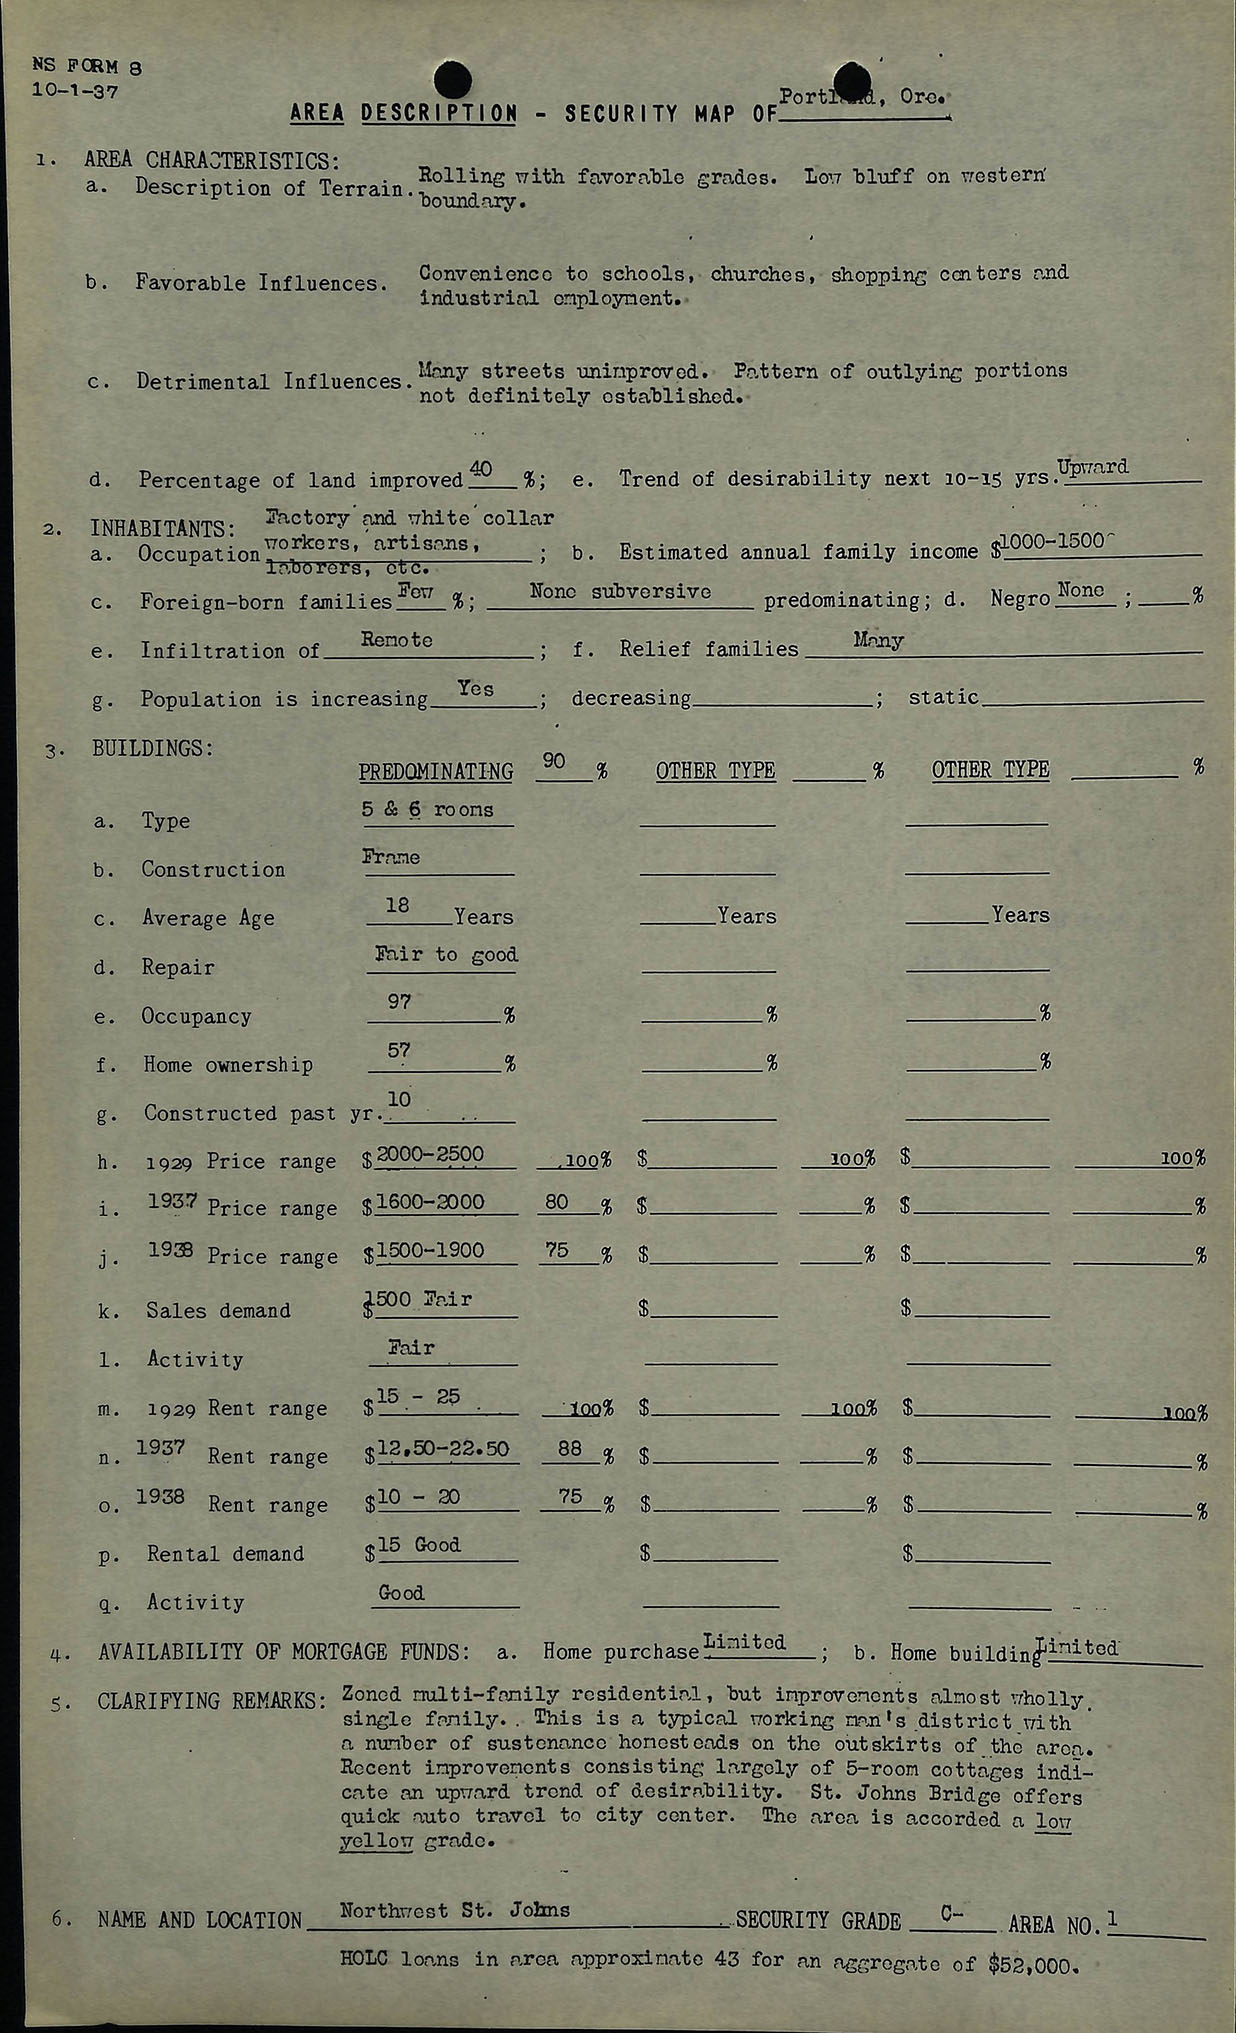 NS FORM 8
10-1-37
AREA DESCRIPTION - SECURITY MAP OF Portland, Ore.
1. AREA CHARACTERISTICS:
a. Description of Terrain. Rolling with favorable grades. Low bluff on western
boundary.
b. Favorable Influences. Convenience to schools, churches, shopping centers and
industrial employment.
c. Detrimental Influences. Many streets unimproved. Pattern of outlying portions
not definitely established.
d. Percentage of land improved 40 %; e. Trend of desirability next 10-15 yrs. Upward
2. INHABITANTS: Factory and white collar
a. Occupation workers, artisans, ; b. Estimated annual family income $1000-1500
laborers, etc.
c. Foreign-born families Few %; None subversive predominating; d. Negro None ; %
e. Infiltration of Remote ; f. Relief families Many
g. Population is increasing Yes ; decreasing ; static
3. BUILDINGS:
PREDOMINATING 90 % OTHER TYPE % OTHER TYPE %
a. Type 5 & 6 rooms
b. Construction Frame
c. Average Age 18 Years Years Years
d. Repair Fair to good
e. Occupancy 97 % % %
f. Home ownership 57 % % %
g. Constructed past yr. 10
h. 1929 Price range $2000-2500 100% $ 100% $ 100%
i. 1937 Price range $1600-2000 80 % $ % $ %
j. 1938 Price range $1500-1900 75 % $ % $ %
k. Sales demand $1500 Fair $ $
l. Activity Fair
m. 1929 Rent range $15 - 25 100% $ 100% $ 100%
n. 1937 Rent range $12.50-22.50 88 % $ % $ %
o. 1938 Rent range $10 - 20 75 % $ % $ %
p. Rental demand $15 Good $ $
q. Activity Good
4. AVAILABILITY OF MORTGAGE FUNDS: a. Home purchase Limited ; b. Home building Limited
5. CLARIFYING REMARKS: Zoned multi-family residential, but improvements almost wholly
single family. This is a typical working man's district with
a number of sustenance homesteads on the outskirts of the area.
Recent improvements consisting largely of 5-room cottages indi-
cate an upward trend of desirability. St. Johns Bridge offers
quick auto travel to city center. The area is accorded a low
yellow grade.
6. NAME AND LOCATION Northwest St. Johns SECURITY GRADE C- AREA NO. 1
HOLC loans in area approximate 43 for an aggregate of $52,000.